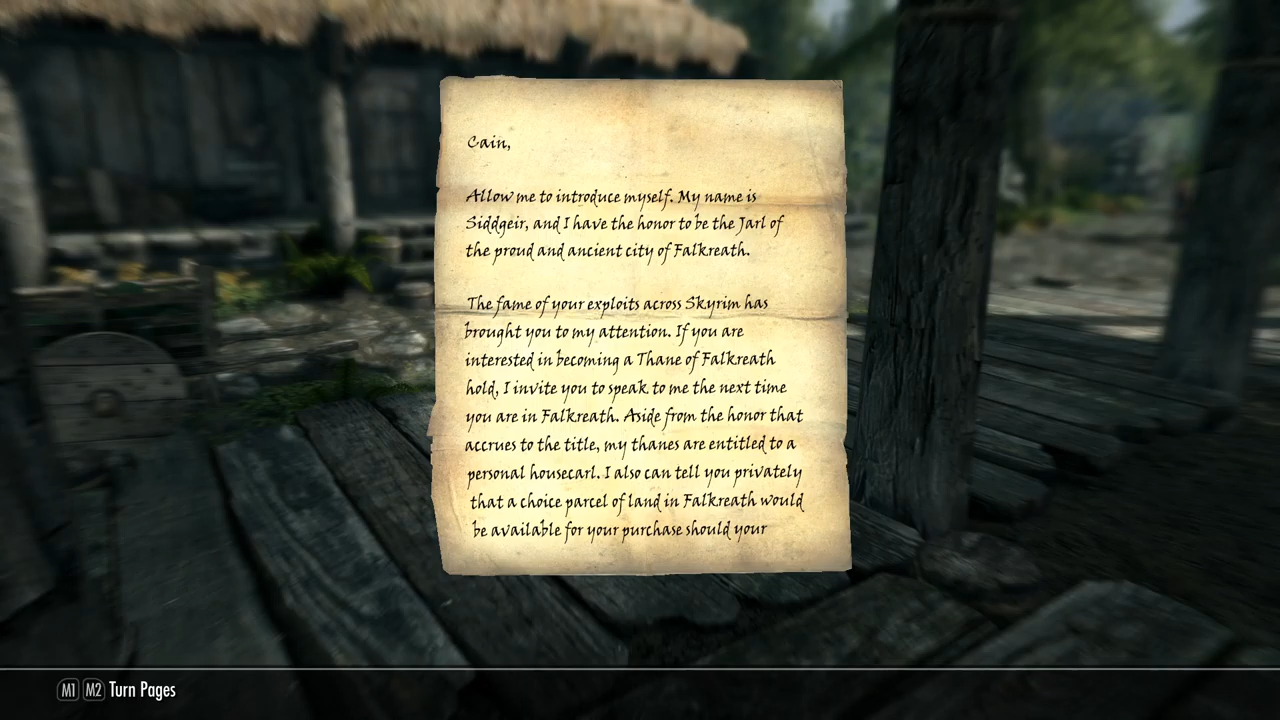 Cain,
Allow me to introduce myself. My name is
Siddgeir, and I have the honor to be the Jarl of
the proud and ancient city of Falkreath.
The fame of your exploits across Skyrim has
brought you to my attention. If you are
interested in becoming a Thane of Falkreath
hold, I invite you to speak to me the next time
you are in Falkreath. Aside from the honor that
accrues to the title, my thanes are entitled to a
personal housecarl. I also can tell you privately
that a choice parcel of land in Falkreath would
be available for your purchase should your
M1 M2 Turn Pages